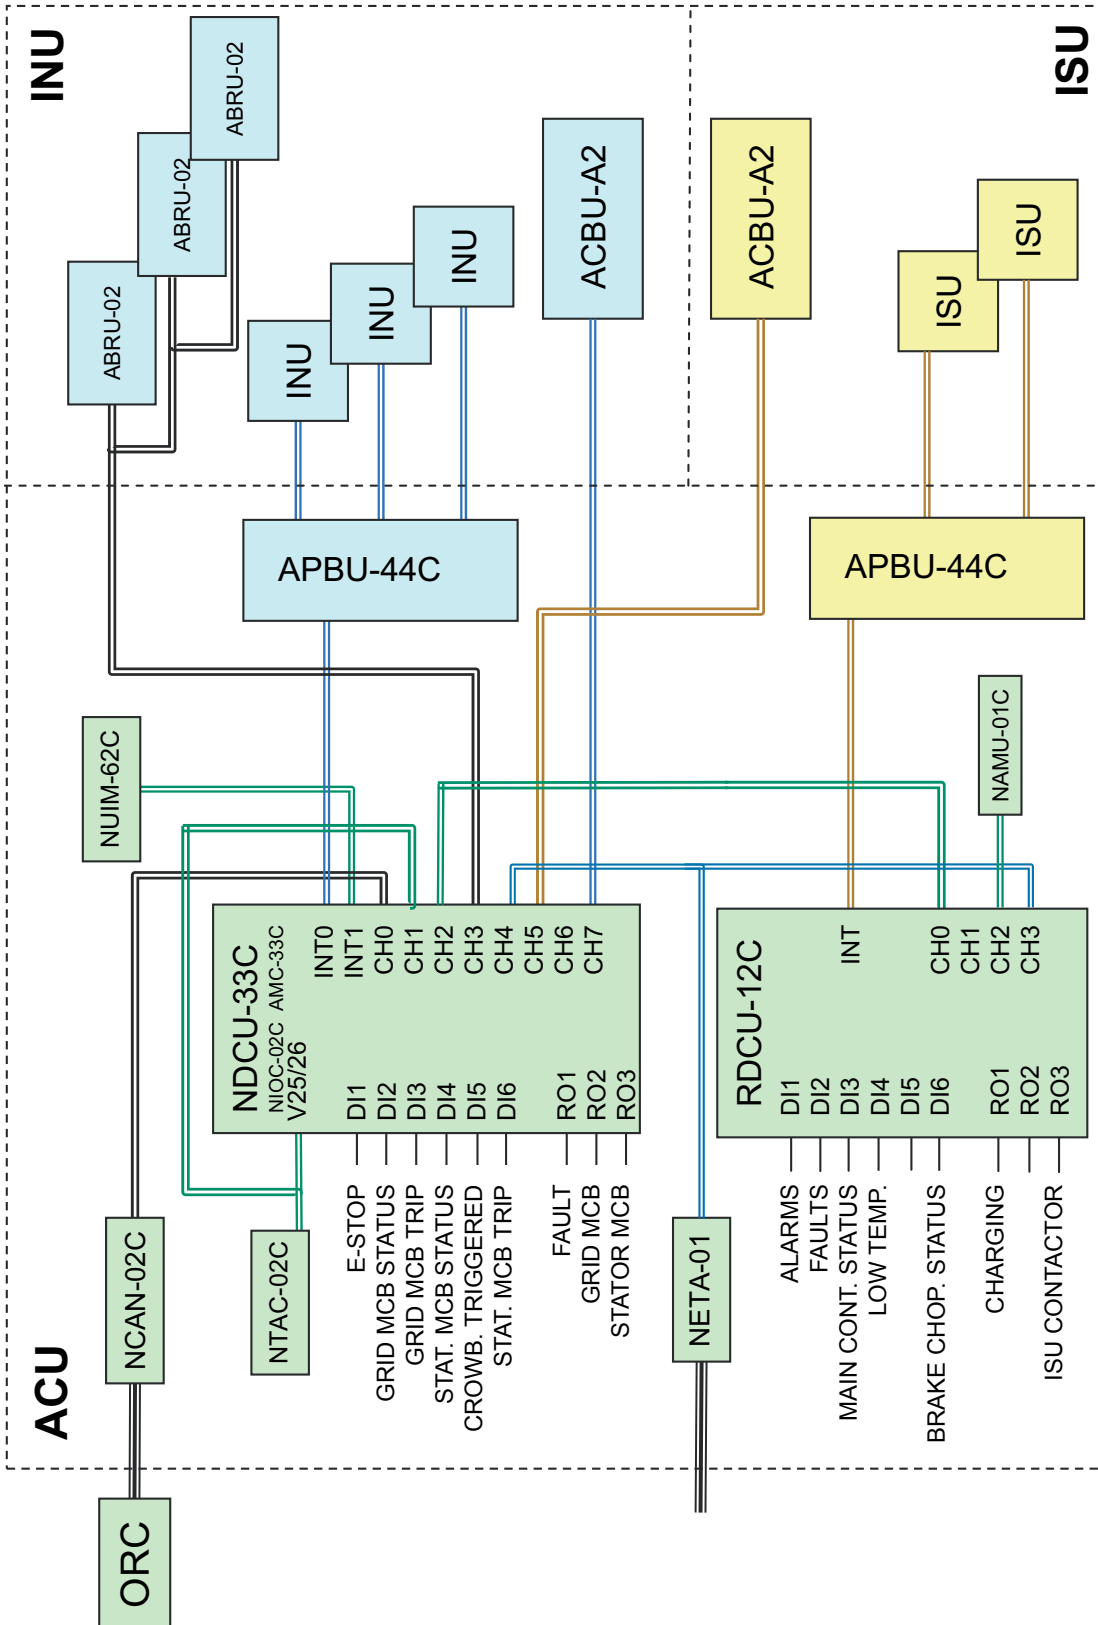 INU
ISU
ABRU-02
ABRU-02
ABRU-02
INU
INU
INU
ACBU-A2
ACBU-A2
ISU
ISU
APBU-44C
APBU-44C
NUIM-62C
NAMU-01C
NDCU-33C
NIOC-02C AMC-33C
V25/26
INT0
INT1
CH0
CH1
CH2
CH3
CH4
CH5
CH6
CH7
DI1
DI2
DI3
DI4
DI5
DI6
RO1
RO2
RO3
RDCU-12C
INT
CH0
CH1
CH2
CH3
DI1
DI2
DI3
DI4
DI5
DI6
RO1
RO2
RO3
E-STOP
GRID MCB STATUS
GRID MCB TRIP
STAT. MCB STATUS
CROWB. TRIGGERED
STAT. MCB TRIP
FAULT
GRID MCB
STATOR MCB
ALARMS
FAULTS
MAIN CONT. STATUS
LOW TEMP.
BRAKE CHOP. STATUS
CHARGING
ISU CONTACTOR
NCAN-02C
NTAC-02C
NETA-01
ACU
ORC